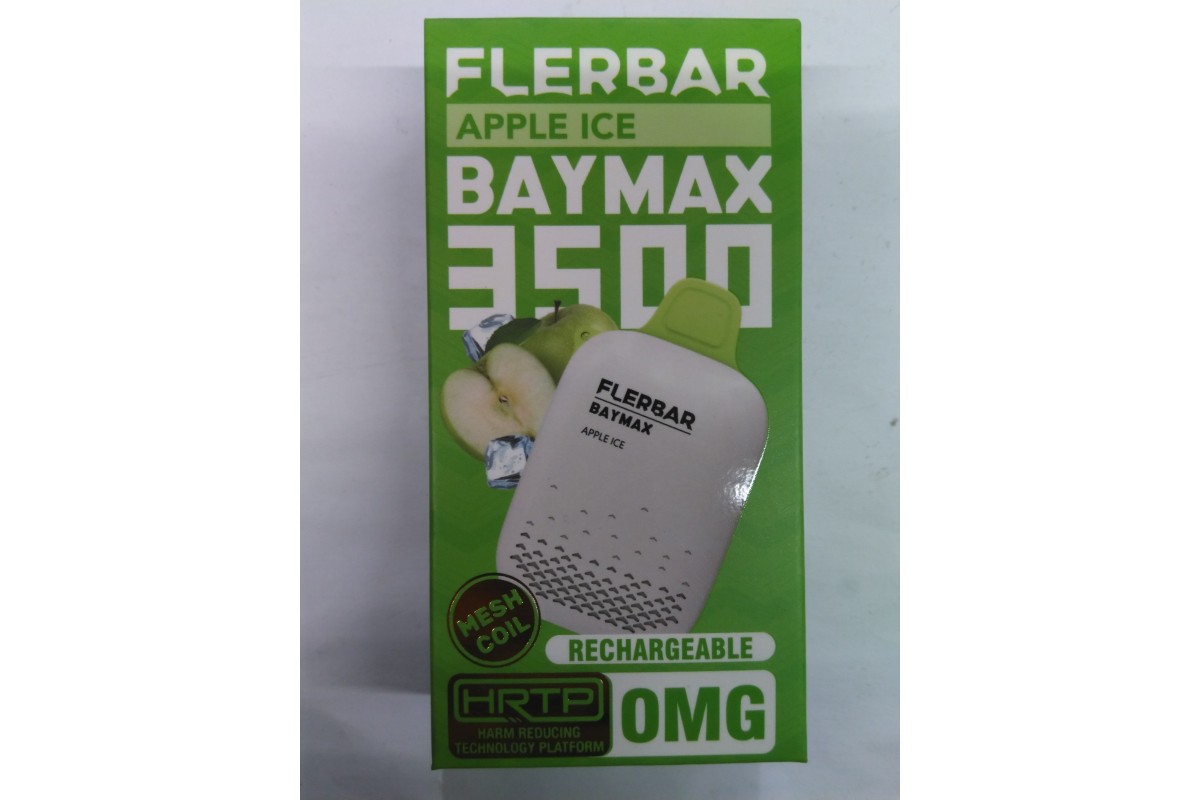 FLERBAR
APPLE ICE
BAYMAX
3500
FLERBAR
BAYMAX
APPLE ICE
MESH
COIL
RECHARGEABLE
HRTP
HARM REDUCING
TECHNOLOGY PLATFORM
0MG